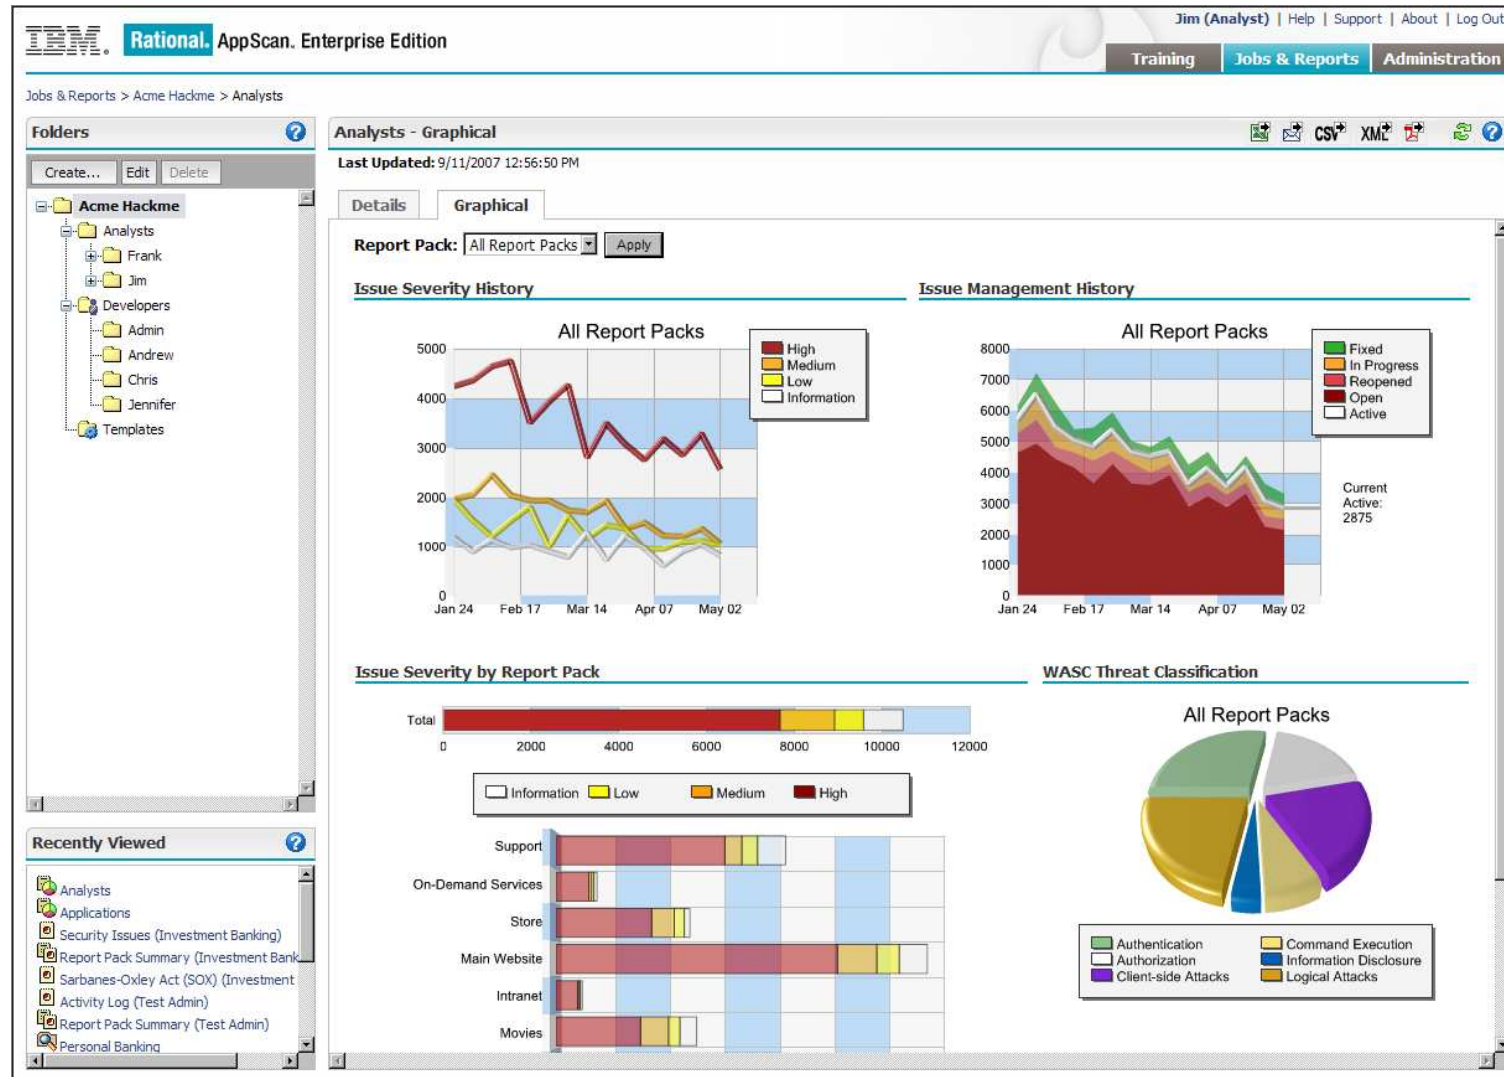 Jim (Analyst) | Help | Support | About | Log Out
IBM. Rational. AppScan. Enterprise Edition
Training Jobs & Reports Administration
Jobs & Reports > Acme Hackme > Analysts
Folders
Create... Edit Delete
Acme Hackme
Analysts
Frank
Jim
Developers
Admin
Andrew
Chris
Jennifer
Templates
Recently Viewed
Analysts
Applications
Security Issues (Investment Banking)
Report Pack Summary (Investment Bank
Sarbanes-Oxley Act (SOX) (Investment
Activity Log (Test Admin)
Report Pack Summary (Test Admin)
Personal Banking
Analysts - Graphical
CSV XML
Last Updated: 9/11/2007 12:56:50 PM
Details Graphical
Report Pack: All Report Packs Apply
Issue Severity History
All Report Packs
High
Medium
Low
Information
5000
4000
3000
2000
1000
0
Jan 24 Feb 17 Mar 14 Apr 07 May 02
Issue Management History
All Report Packs
Fixed
In Progress
Reopened
Open
Active
8000
7000
6000
5000
4000
3000
2000
1000
0
Jan 24 Feb 17 Mar 14 Apr 07 May 02
Current
Active:
2875
Issue Severity by Report Pack
Total
0 2000 4000 6000 8000 10000 12000
Information Low Medium High
Support
On-Demand Services
Store
Main Website
Intranet
Movies
WASC Threat Classification
All Report Packs
Authentication Command Execution
Authorization Information Disclosure
Client-side Attacks Logical Attacks